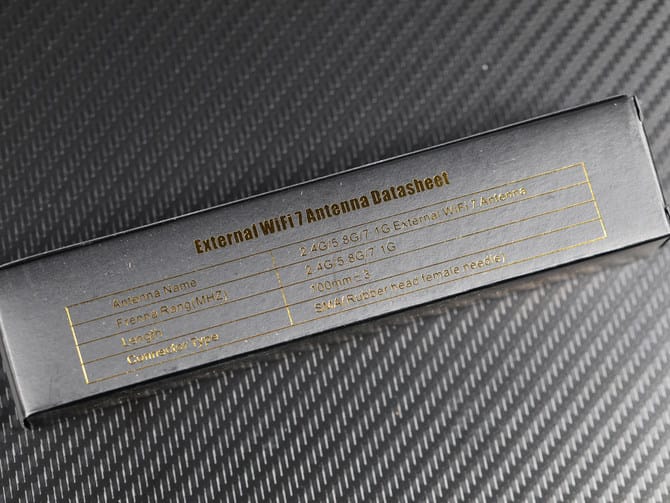 External WiFi 7 Antenna Datasheet
Antenna Name 2.4G/5.8G/7.1G External WiFi 7 Antenna
Frenna Rang(MHZ) 2.4G/5.8G/7.1G
Length 100mm±3
Connector Type SMA(Rubber head female needle)